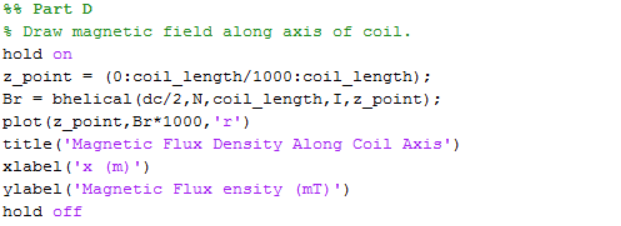 %% Part D
% Draw magnetic field along axis of coil.
hold on
z_point = (0:coil_length/1000:coil_length);
Br = bhelical(dc/2,N,coil_length,I,z_point);
plot(z_point,Br*1000,'r')
title('Magnetic Flux Density Along Coil Axis')
xlabel('x (m)')
ylabel('Magnetic Flux ensity (mT)')
hold off